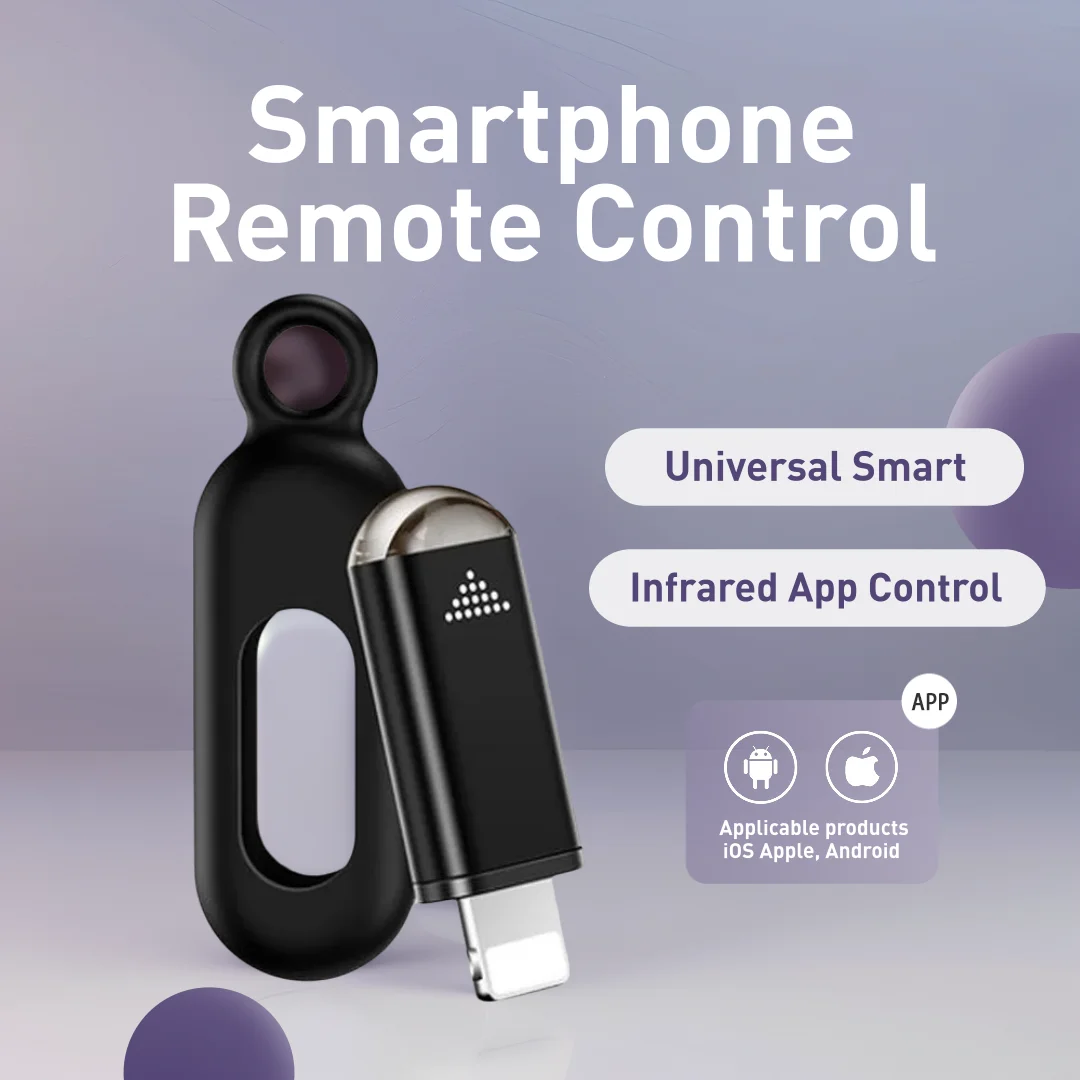 Smartphone
Remote Control
Universal Smart
Infrared App Control
APP
Applicable products
iOS Apple, Android